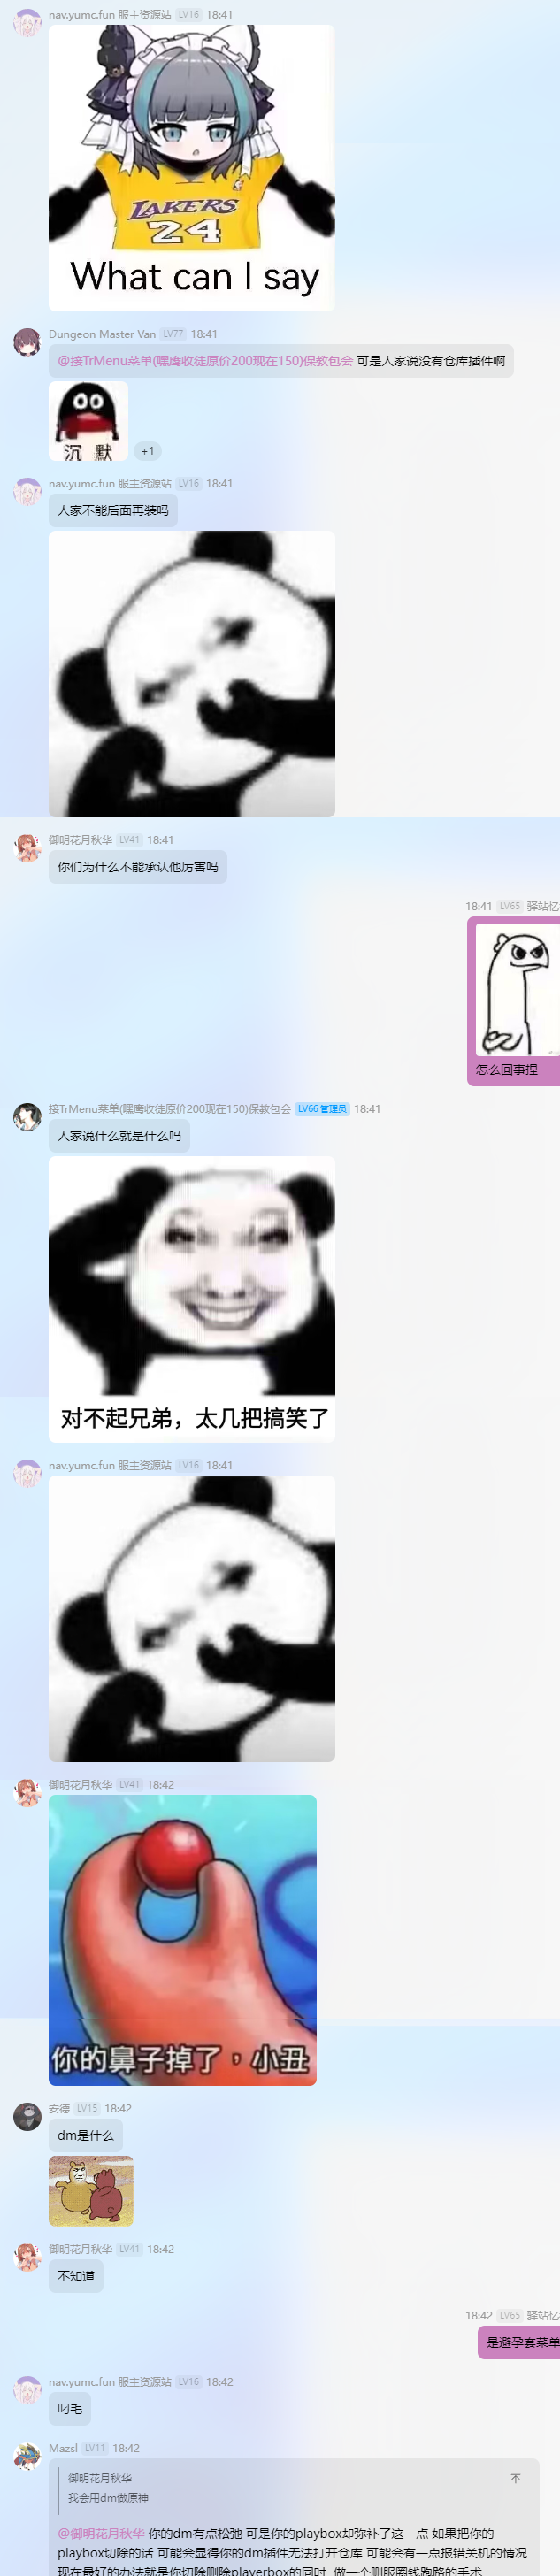 nav.yumc.fun 服主资源站 LV16 18:41
LAKERS
24
What can I say
Dungeon Master Van LV77 18:41
@接TrMenu菜单(嘿鹰收徒原价200现在150)保教包会 可是人家说没有仓库插件啊
沉 默
+1
nav.yumc.fun 服主资源站 LV16 18:41
人家不能后面再装吗
御明花月秋华 LV41 18:41
你们为什么不能承认他厉害吗
18:41 LV65 驿站忆
怎么回事捏
接TrMenu菜单(嘿鹰收徒原价200现在150)保教包会 LV66 管理员 18:41
人家说什么就是什么吗
对不起兄弟，太几把搞笑了
nav.yumc.fun 服主资源站 LV16 18:41
御明花月秋华 LV41 18:42
你的鼻子掉了，小丑
安德 LV15 18:42
dm是什么
御明花月秋华 LV41 18:42
不知道
18:42 LV65 驿站忆
是避孕套菜单
nav.yumc.fun 服主资源站 LV16 18:42
叼毛
Mazsl LV11 18:42
御明花月秋华
我会用dm做原神
@御明花月秋华 你的dm有点松弛 可是你的playbox却弥补了这一点 如果把你的
playbox切除的话 可能会显得你的dm插件无法打开仓库 可能会有一点报错关机的情况
现在最好的办法就是你切除删除playerbox的同时 做一个删服圈钱跑路的手术